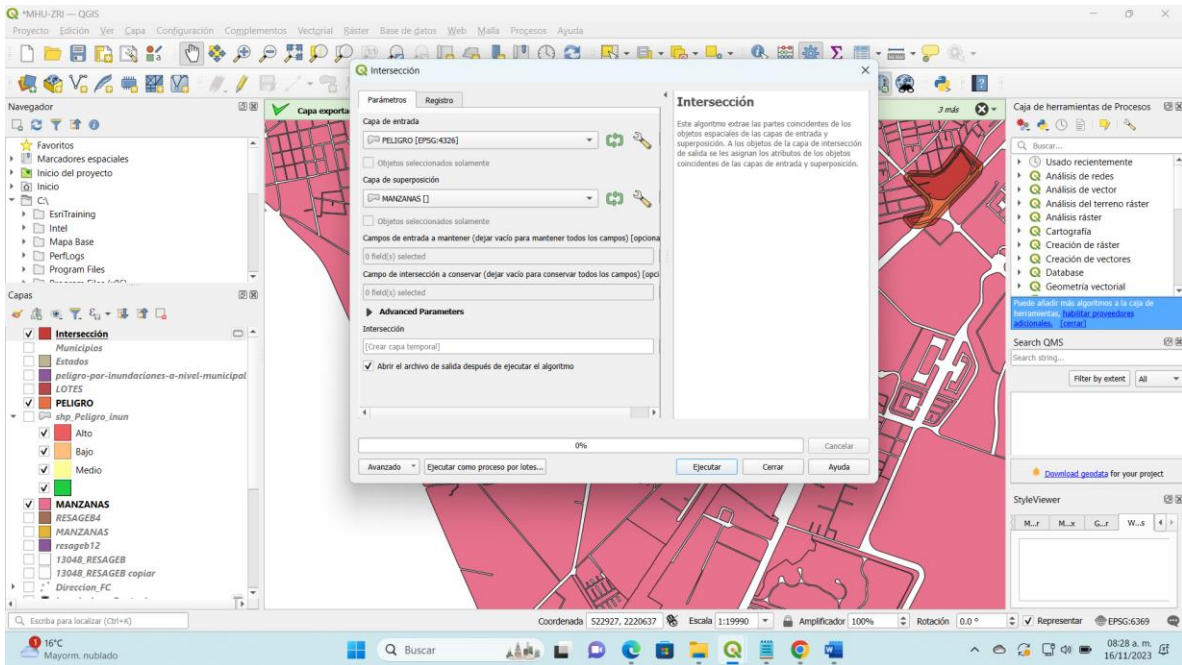 *MHU-ZRI — QGIS
Proyecto Edición Ver Capa Configuración Complementos Vectorial Ráster Base de datos Web Malla Procesos Ayuda
Navegador
Favoritos
Marcadores espaciales
Inicio del proyecto
Inicio
C:\
EsriTraining
Intel
Mapa Base
PerfLogs
Program Files
Capas
Intersección
Municipios
Estados
peligro-por-inundaciones-a-nivel-municipal
LOTES
PELIGRO
shp_Peligro_inun
Alto
Bajo
Medio
MANZANAS
RESAGEB4
MANZANAS
resageb12
13048_RESAGEB
13048_RESAGEB copiar
Direccion_FC
Capa exporta
3 más
Intersección
Parámetros Registro
Capa de entrada
PELIGRO [EPSG:4326]
Objetos seleccionados solamente
Capa de superposición
MANZANAS []
Objetos seleccionados solamente
Campos de entrada a mantener (dejar vacío para mantener todos los campos) [opciona
0 field(s) selected
Campo de intersección a conservar (dejar vacío para conservar todos los campos) [opci
0 field(s) selected
Advanced Parameters
Intersección
[Crear capa temporal]
Abrir el archivo de salida después de ejecutar el algoritmo
Intersección
Este algoritmo extrae las partes coincidentes de los
objetos espaciales de las capas de entrada y
superposición. A los objetos de la capa de intersección
de salida se les asignan los atributos de los objetos
coincidentes de las capas de entrada y superposición.
0% Cancelar
Avanzado Ejecutar como proceso por lotes... Ejecutar Cerrar Ayuda
Caja de herramientas de Procesos
Buscar...
Usado recientemente
Análisis de redes
Análisis de vector
Análisis del terreno ráster
Análisis ráster
Cartografía
Creación de ráster
Creación de vectores
Database
Geometría vectorial
Puede añadir más algoritmos a la caja de
herramientas, habilitar proveedores
adicionales. [cerrar]
Search QMS
Search string...
Filter by extent All
Download geodata for your project
StyleViewer
M...r M...x G...r W...s
Escriba para localizar (Ctrl+K)
Coordenada 522927, 2220637 Escala 1:19990 Amplificador 100% Rotación 0.0 ° Representar EPSG:6369
1
16°C
Mayorm. nublado
Buscar
08:28 a. m.
16/11/2023